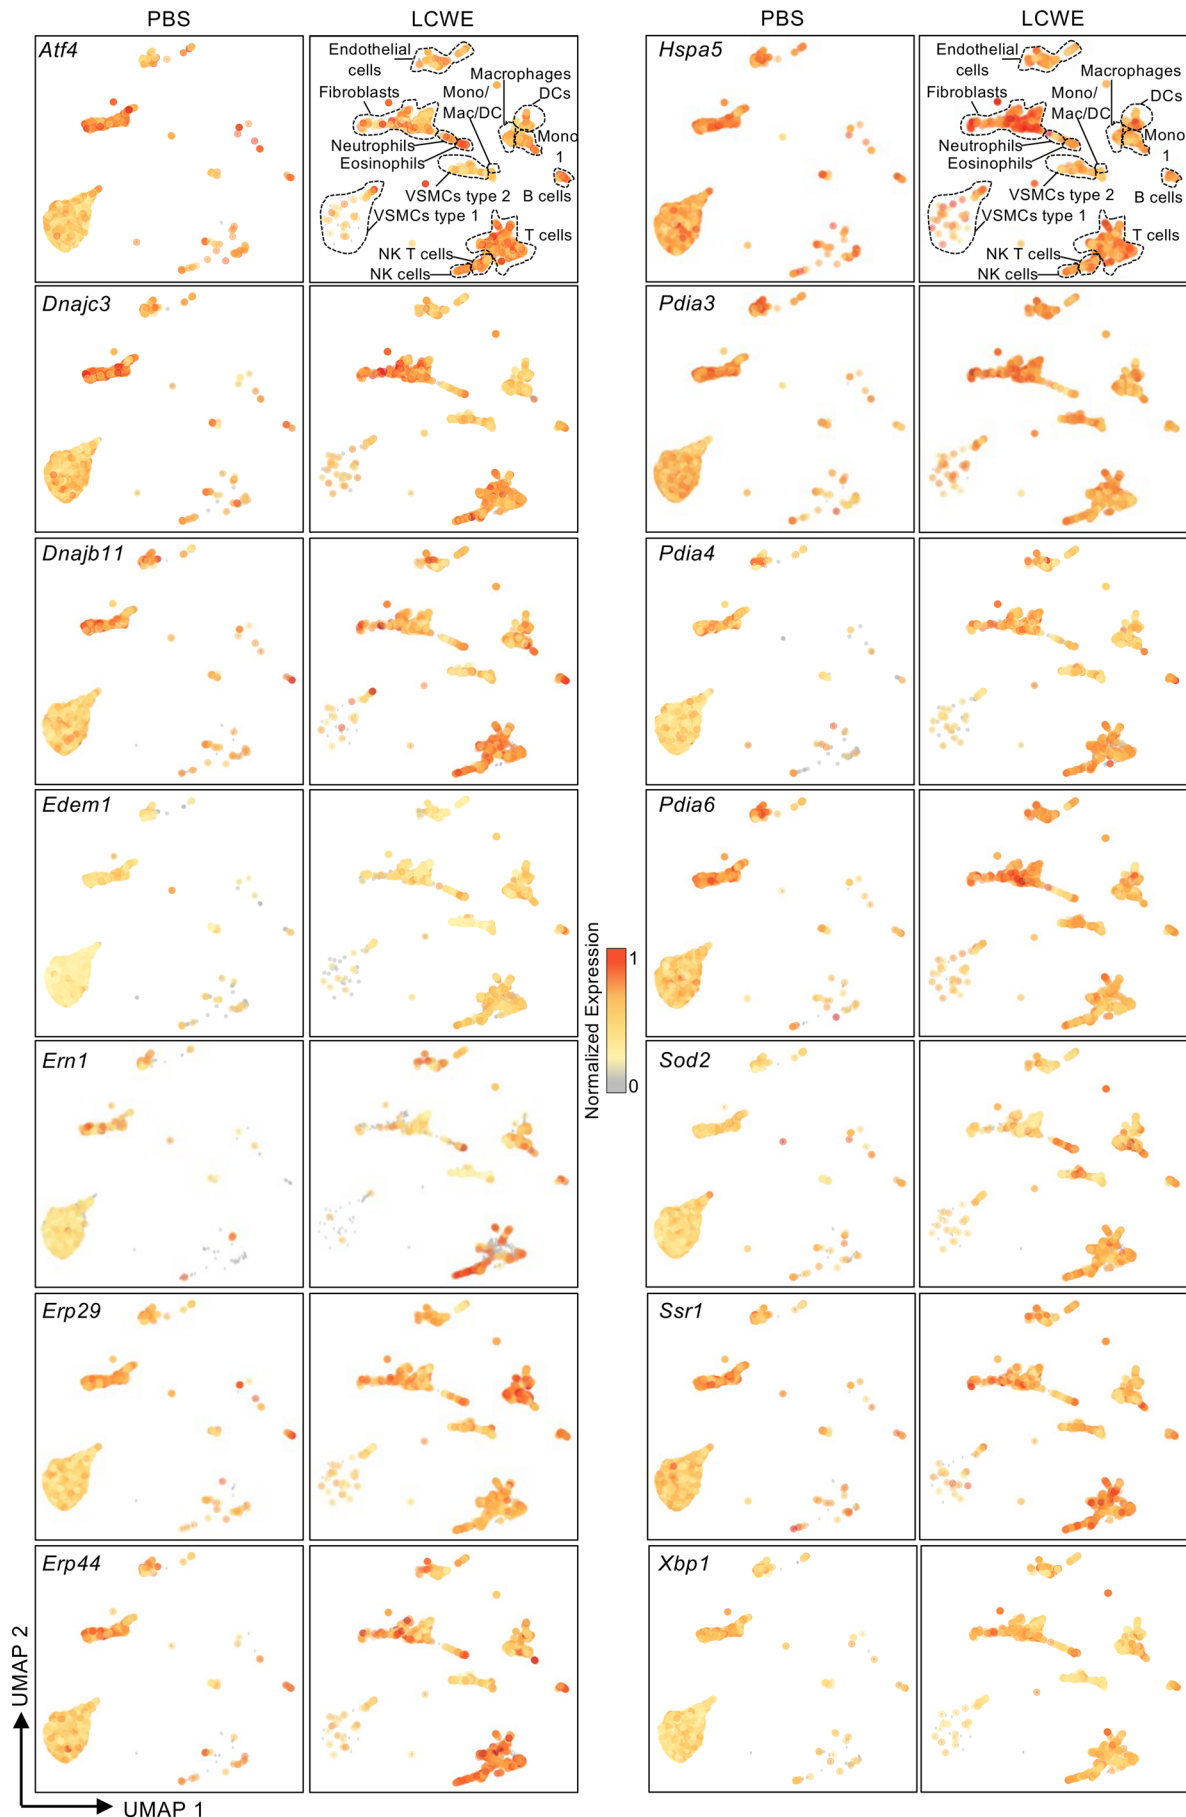 PBS
LCWE
PBS
LCWE
Atf4
Endothelial
cells
Macrophages
Fibroblasts
Mono/
Mac/DC
DCs
Mono
1
Neutrophils
Eosinophils
VSMCs type 2
B cells
VSMCs type 1
T cells
NK T cells
NK cells
Hspa5
Endothelial
cells
Macrophages
Fibroblasts
Mono/
Mac/DC
DCs
Mono
1
Neutrophils
Eosinophils
VSMCs type 2
B cells
VSMCs type 1
T cells
NK T cells
NK cells
Dnajc3
Pdia3
Dnajb11
Pdia4
Edem1
Pdia6
Normalized Expression
1
0
Ern1
Sod2
Erp29
Ssr1
Erp44
Xbp1
UMAP 2
UMAP 1